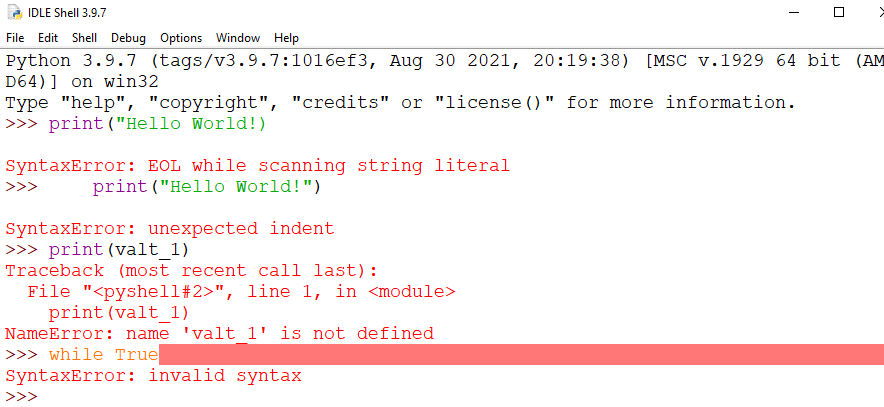 IDLE Shell 3.9.7
File Edit Shell Debug Options Window Help
Python 3.9.7 (tags/v3.9.7:1016ef3, Aug 30 2021, 20:19:38) [MSC v.1929 64 bit (AM
D64)] on win32
Type "help", "copyright", "credits" or "license()" for more information.
>>> print("Hello World!)
SyntaxError: EOL while scanning string literal
>>>     print("Hello World!")
SyntaxError: unexpected indent
>>> print(valt_1)
Traceback (most recent call last):
  File "<pyshell#2>", line 1, in <module>
    print(valt_1)
NameError: name 'valt_1' is not defined
>>> while True
SyntaxError: invalid syntax
>>>